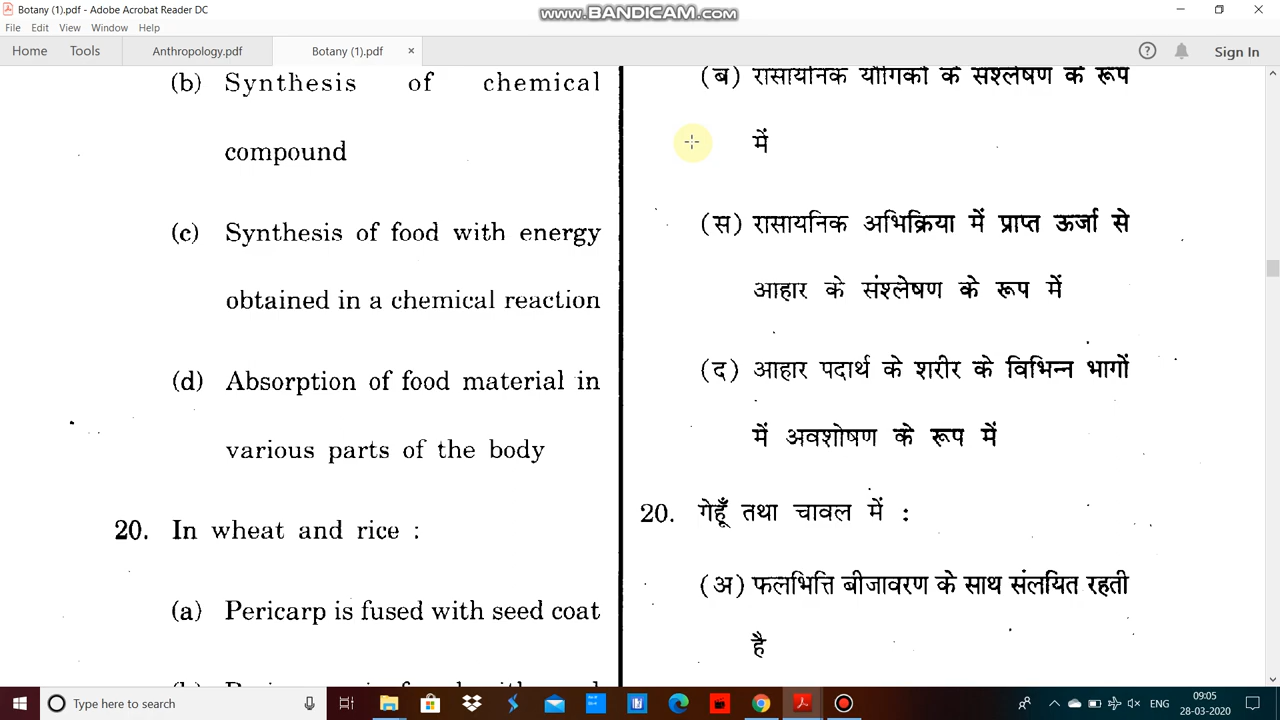 Botany (1).pdf - Adobe Acrobat Reader DC
www.BANDICAM.com
File Edit View Window Help
Home Tools Anthropology.pdf Botany (1).pdf × Sign In
(b) Synthesis of chemical
compound
(c) Synthesis of food with energy
obtained in a chemical reaction
(d) Absorption of food material in
various parts of the body
20. In wheat and rice :
(a) Pericarp is fused with seed coat
(ब) रासायनिक यौगिकों के संश्लेषण के रूप
में
(स) रासायनिक अभिक्रिया में प्राप्त ऊर्जा से
आहार के संश्लेषण के रूप में
(द) आहार पदार्थ के शरीर के विभिन्न भागों
में अवशोषण के रूप में
20. गेहूँ तथा चावल में :
(अ) फलभित्ति बीजावरण के साथ संलयित रहती
है
Type here to search
ENG
09:05
28-03-2020